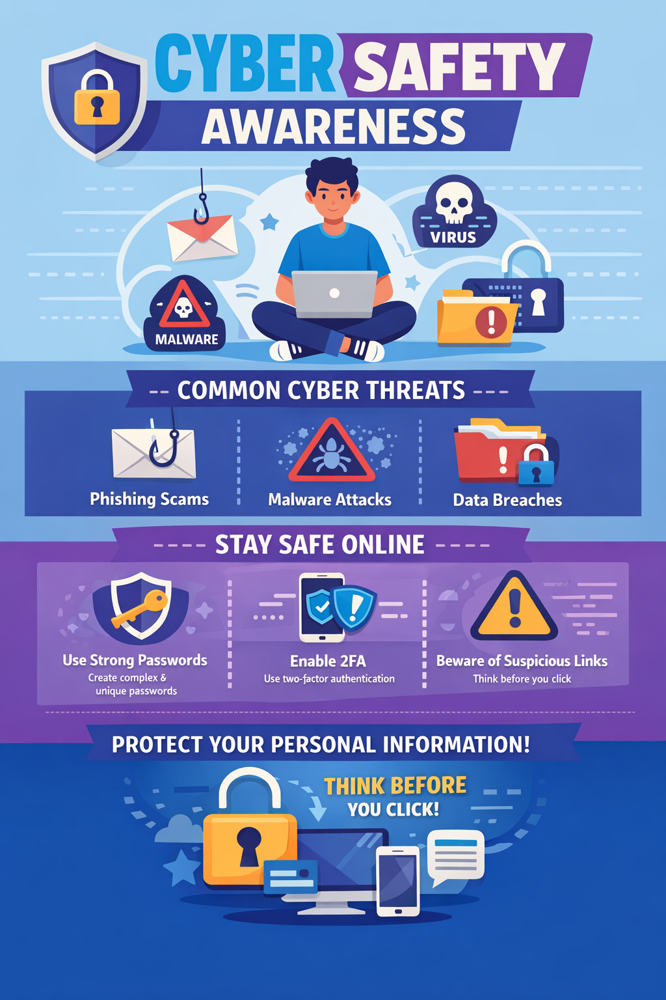 CYBER SAFETY
AWARENESS
VIRUS
MALWARE
COMMON CYBER THREATS
Phishing Scams
Malware Attacks
Data Breaches
STAY SAFE ONLINE
Use Strong Passwords
Create complex &
unique passwords
Enable 2FA
Use two-factor authentication
Beware of Suspicious Links
Think before you click
PROTECT YOUR PERSONAL INFORMATION!
THINK BEFORE
YOU CLICK!